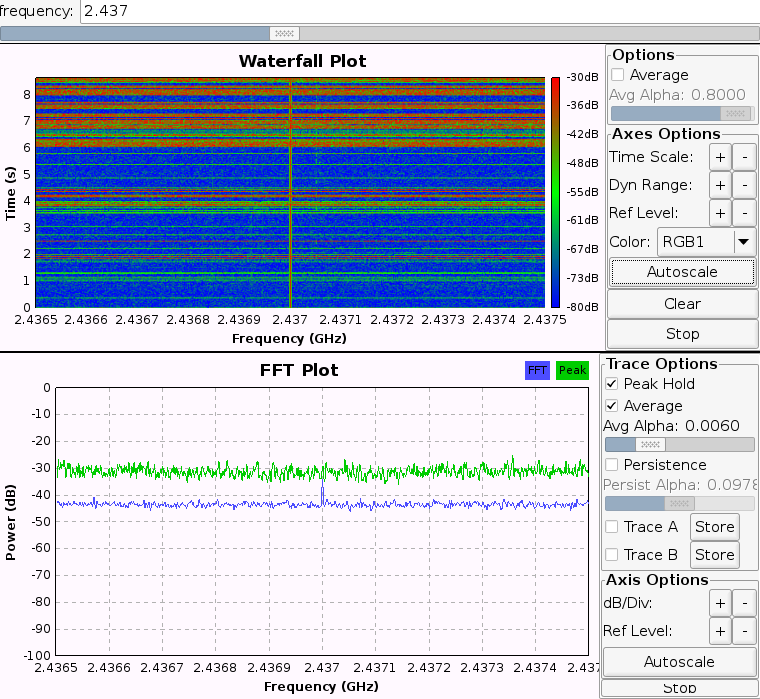 frequency: 2.437
Waterfall Plot
Time (s)
8
7
6
5
4
3
2
1
0
2.4365 2.4366 2.4367 2.4368 2.4369 2.437 2.4371 2.4372 2.4373 2.4374 2.4375
Frequency (GHz)
-30dB
-36dB
-42dB
-48dB
-55dB
-61dB
-67dB
-73dB
-80dB
Options
Average
Avg Alpha: 0.8000
Axes Options
Time Scale: + -
Dyn Range: + -
Ref Level: + -
Color: RGB1
Autoscale
Clear
Stop
FFT Plot
FFT Peak
Power (dB)
0
-10
-20
-30
-40
-50
-60
-70
-80
-90
-100
2.4365 2.4366 2.4367 2.4368 2.4369 2.437 2.4371 2.4372 2.4373 2.4374 2.437
Frequency (GHz)
Trace Options
Peak Hold
Average
Avg Alpha: 0.0060
Persistence
Persist Alpha: 0.0978
Trace A Store
Trace B Store
Axis Options
dB/Div: + -
Ref Level: + -
Autoscale
Stop